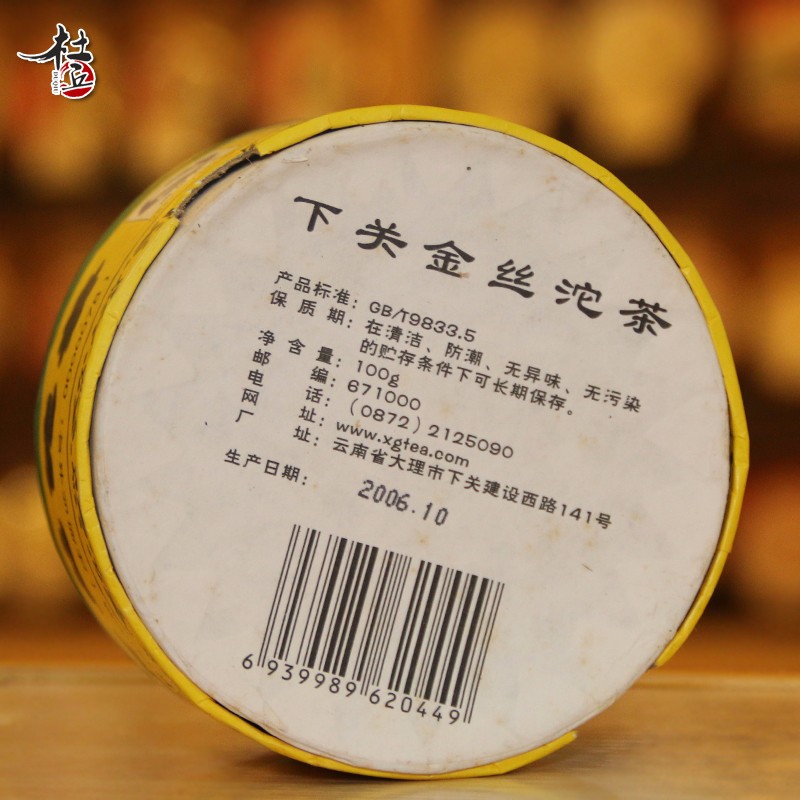 杜
下关金丝沱茶
产品标准：GB/T9833.5
保质期：在清洁、防潮、无异味、无污染
的贮存条件下可长期保存。
净含量：100g
邮编：671000
电话：(0872) 2125090
网址：www.xgtea.com
厂址：云南省大理市下关建设西路141号
生产日期：2006.10
6 939989 620449